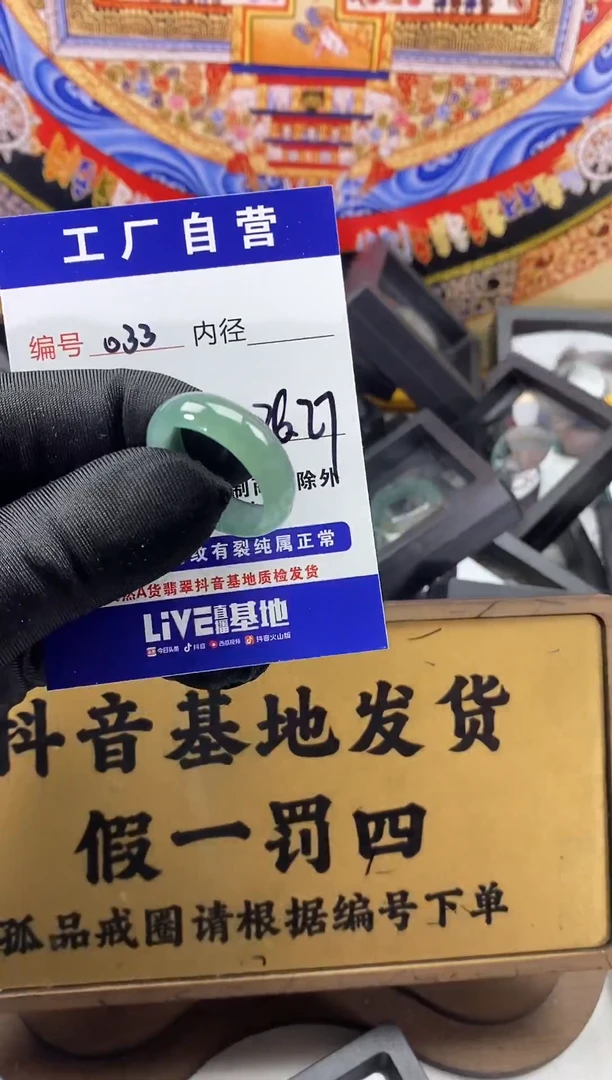 工厂自营
编号 033 内径
除外
纹有裂纯属正常
A货翡翠抖音基地质检发货
LiVE直播基地
今日头条 抖音 西瓜视频 抖音火山版
抖音基地发货
假一罚四
孤品戒圈请根据编号下单